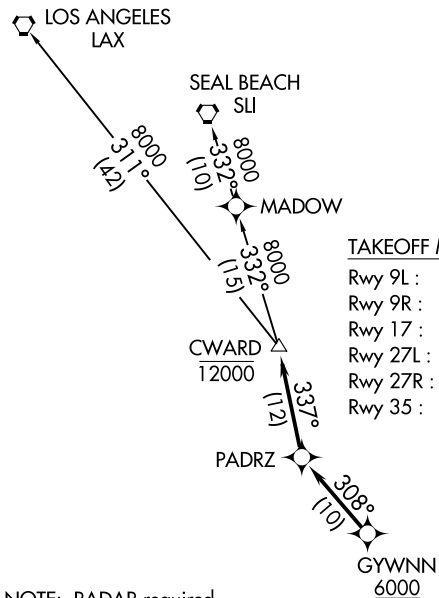 LOS ANGELES
LAX
SEAL BEACH
SLI
8000
311°
(42)
8000
332°
(10)
MADOW
8000
332°
(15)
TAKEOFF
Rwy 9L :
Rwy 9R :
Rwy 17 :
Rwy 27L :
Rwy 27R :
Rwy 35 :
CWARD
12000
337°
(12)
PADRZ
308°
(10)
GYWNN
6000
NOTE: RADAR required